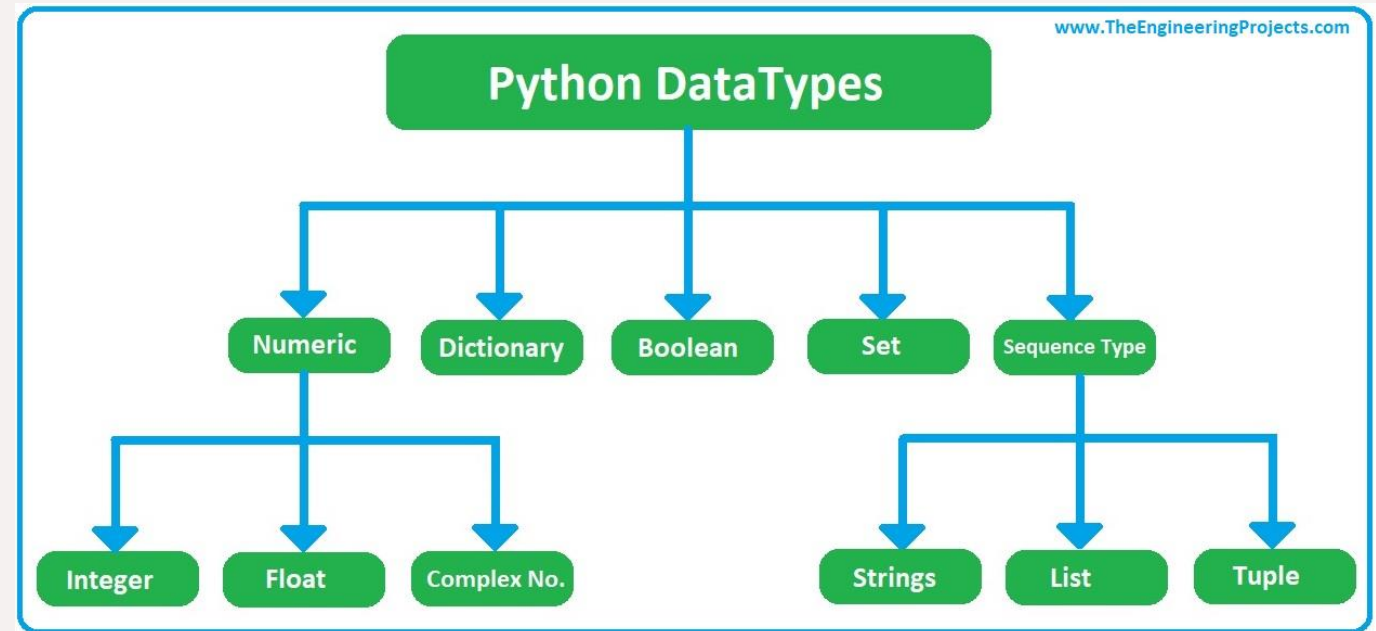 www.TheEngineeringProjects.com
Python DataTypes
Numeric
Dictionary
Boolean
Set
Sequence Type
Integer
Float
Complex No.
Strings
List
Tuple